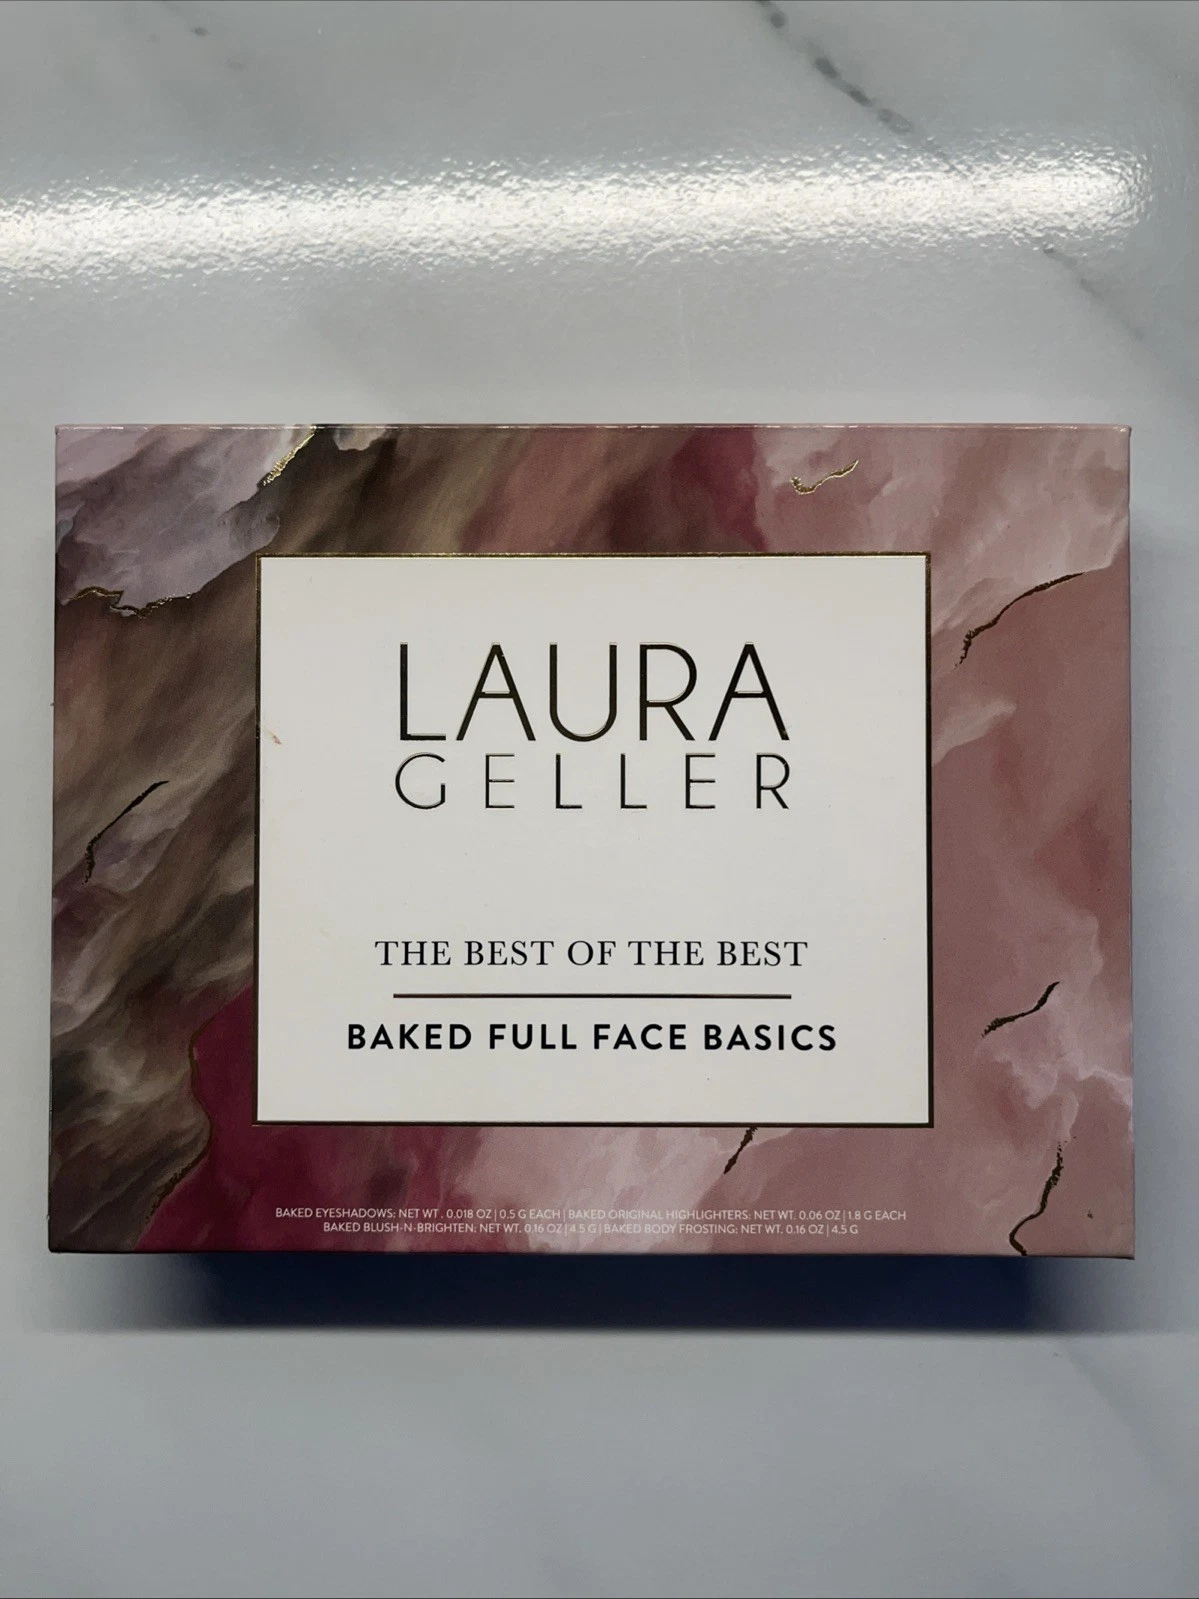 LAURA
GELLER
THE BEST OF THE BEST
BAKED FULL FACE BASICS
BAKED EYESHADOWS: NET WT. 0.018 OZ | 0.5 G EACH | BAKED ORIGINAL HIGHLIGHTERS: NET WT. 0.06 OZ | 1.8 G EACH
BAKED BLUSH-N-BRIGHTEN: NET WT. 0.16 OZ | 4.5 G | BAKED BODY FROSTING: NET WT. 0.16 OZ | 4.5 G